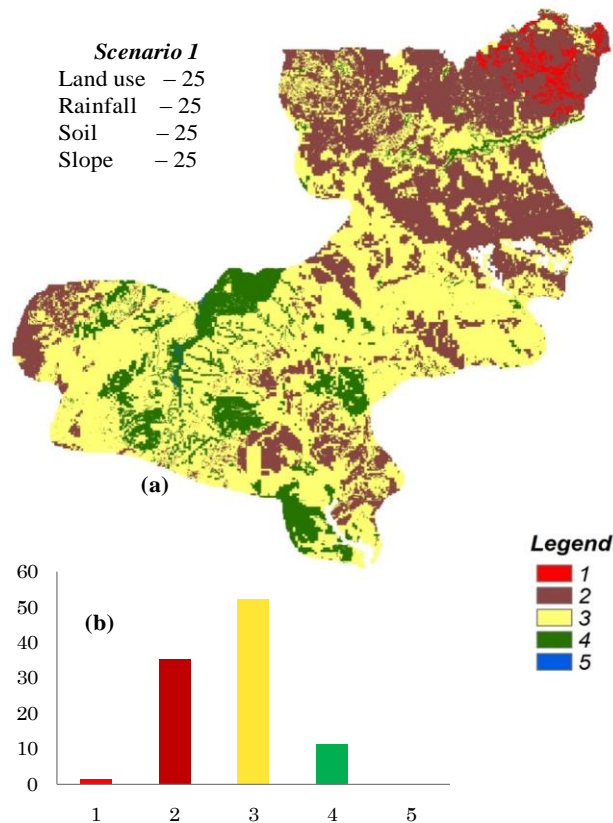 Scenario 1
Land use – 25
Rainfall – 25
Soil – 25
Slope – 25
(a)
Legend
1
2
3
4
5
60
50
40
30
20
10
0
(b)
1 2 3 4 5